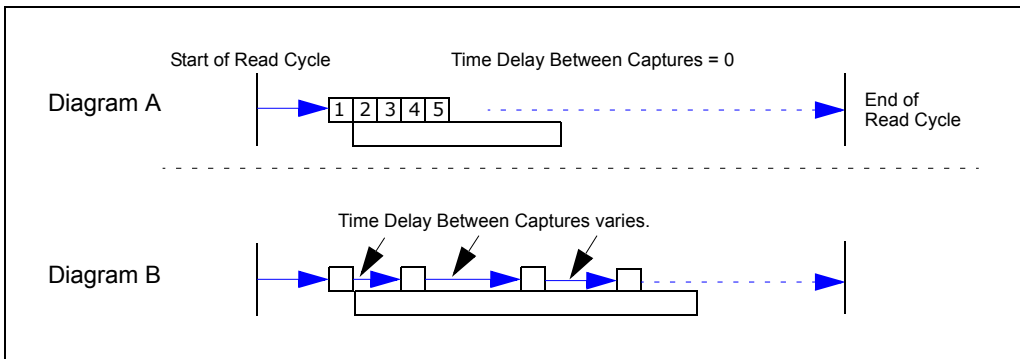 Start of Read Cycle
Time Delay Between Captures = 0
Diagram A
1 2 3 4 5
End of
Read Cycle
Time Delay Between Captures varies.
Diagram B